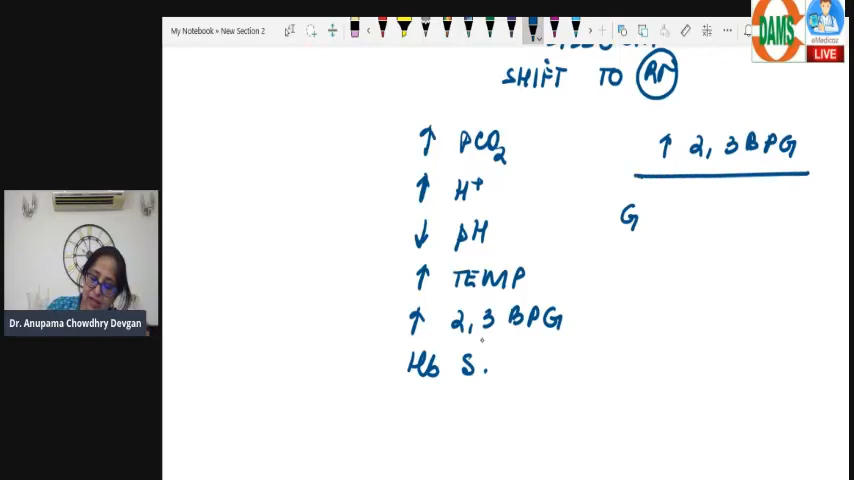 My Notebook » New Section 2
DAMS
eMedicoz
LIVE
SHIFT TO Rt
↑ pCO2
↑ H+
↓ pH
↑ TEMP
↑ 2,3 BPG
Hb S.
↑ 2,3 BPG
G
Dr. Anupama Chowdhry Devgan